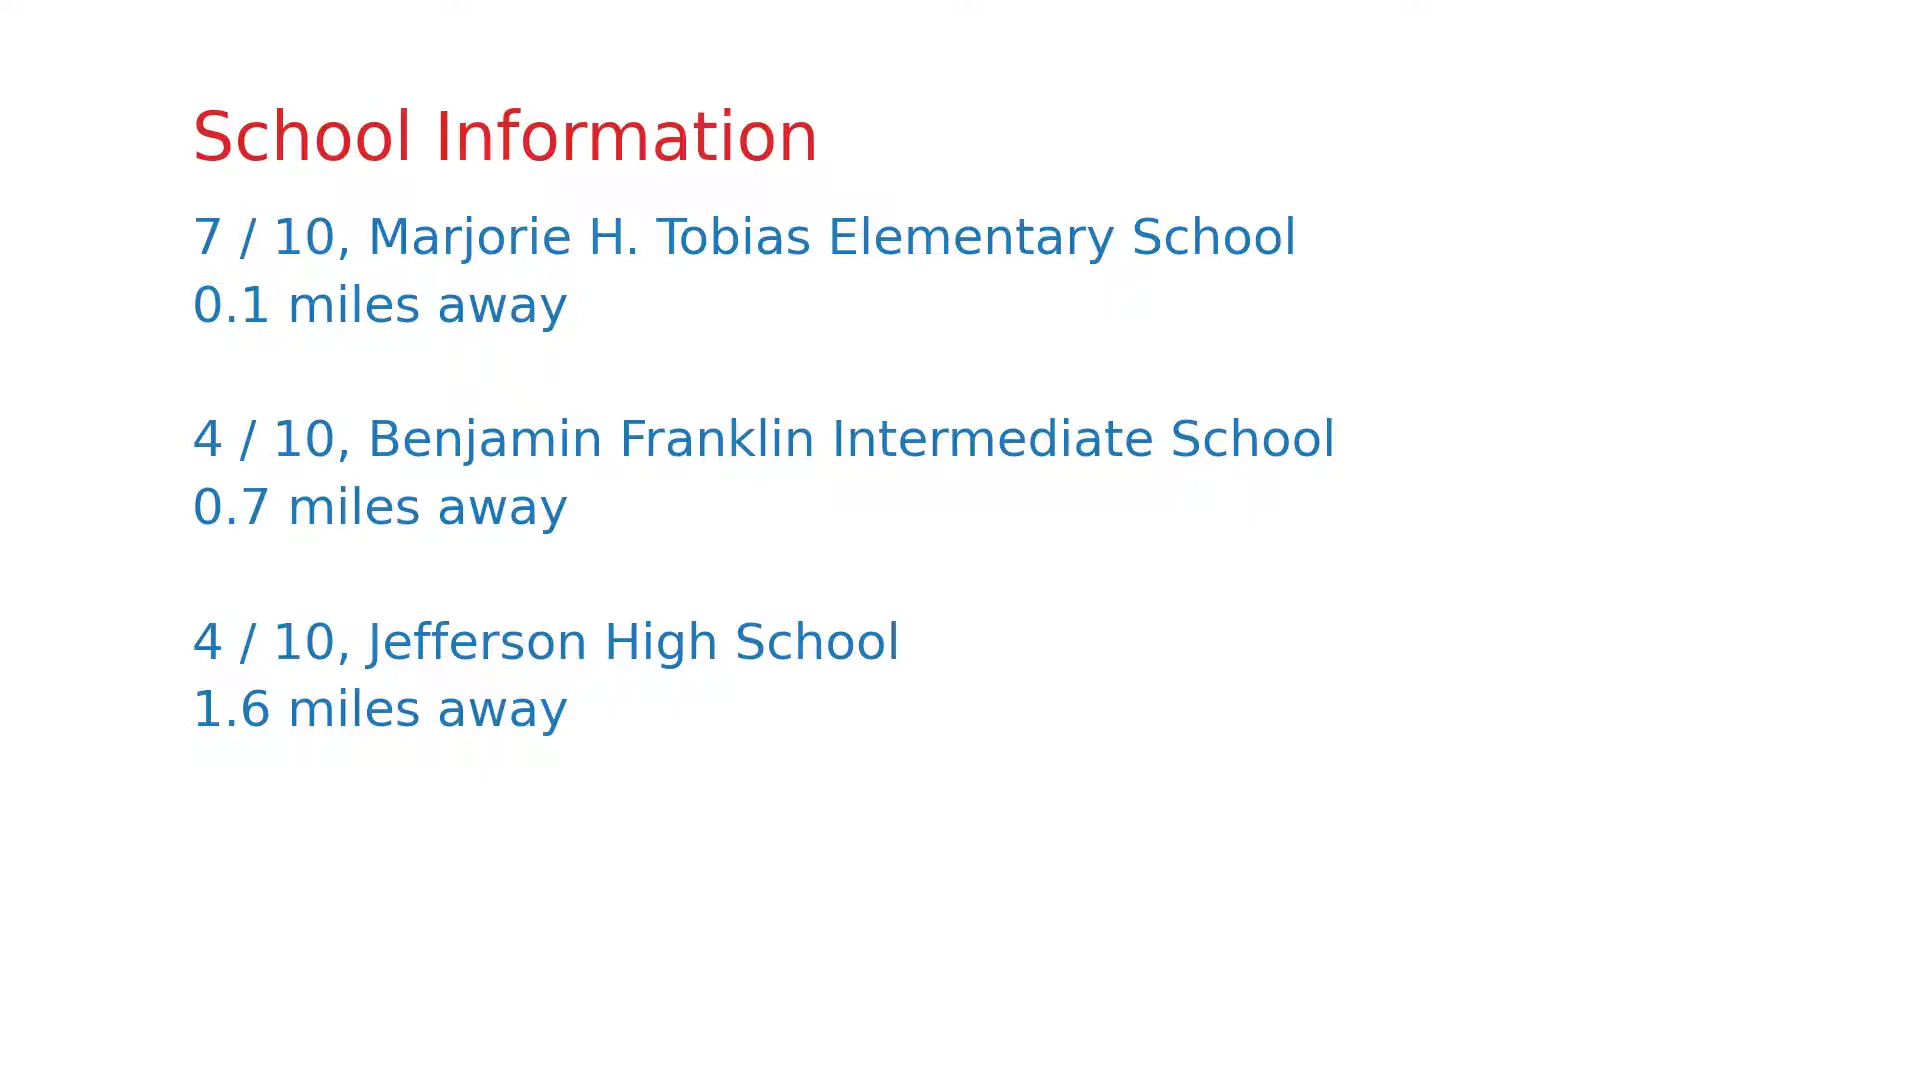 School Information
7 / 10, Marjorie H. Tobias Elementary School
0.1 miles away
4 / 10, Benjamin Franklin Intermediate School
0.7 miles away
4 / 10, Jefferson High School
1.6 miles away